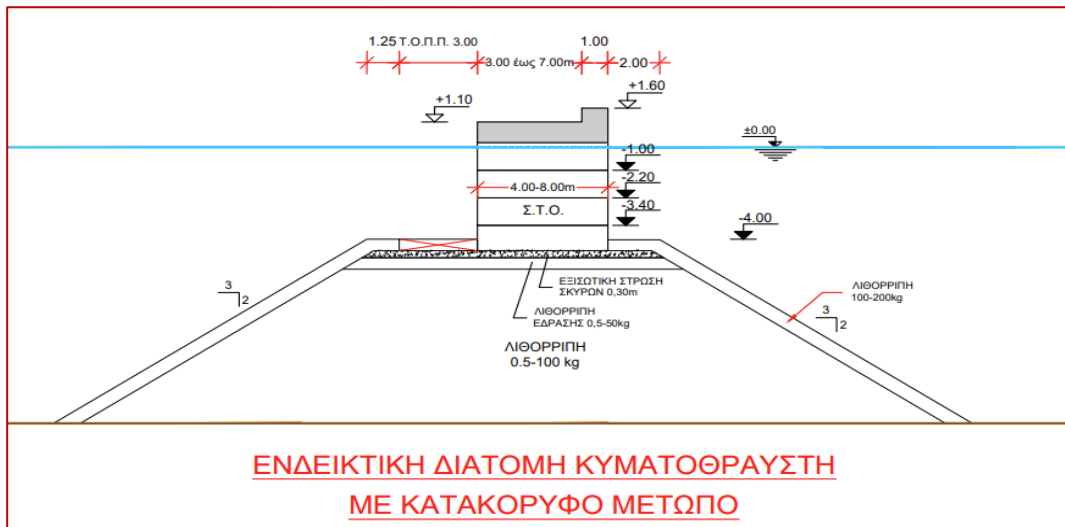 1.25 Τ.Ο.Π.Π. 3.00
3.00 έως 7.00m
1.00
2.00
+1.10
+1.60
±0.00
-1.00
4.00-8.00m
-2.20
Σ.Τ.Ο.
-3.40
-4.00
3
2
ΕΞΙΣΩΤΙΚΗ ΣΤΡΩΣΗ
ΣΚΥΡΩΝ 0,30m
ΛΙΘΟΡΡΙΠΗ
ΕΔΡΑΣΗΣ 0,5-50kg
ΛΙΘΟΡΡΙΠΗ
100-200kg
3
2
ΛΙΘΟΡΡΙΠΗ
0.5-100 kg
ΕΝΔΕΙΚΤΙΚΗ ΔΙΑΤΟΜΗ ΚΥΜΑΤΟΘΡΑΥΣΤΗ
ΜΕ ΚΑΤΑΚΟΡΥΦΟ ΜΕΤΩΠΟ